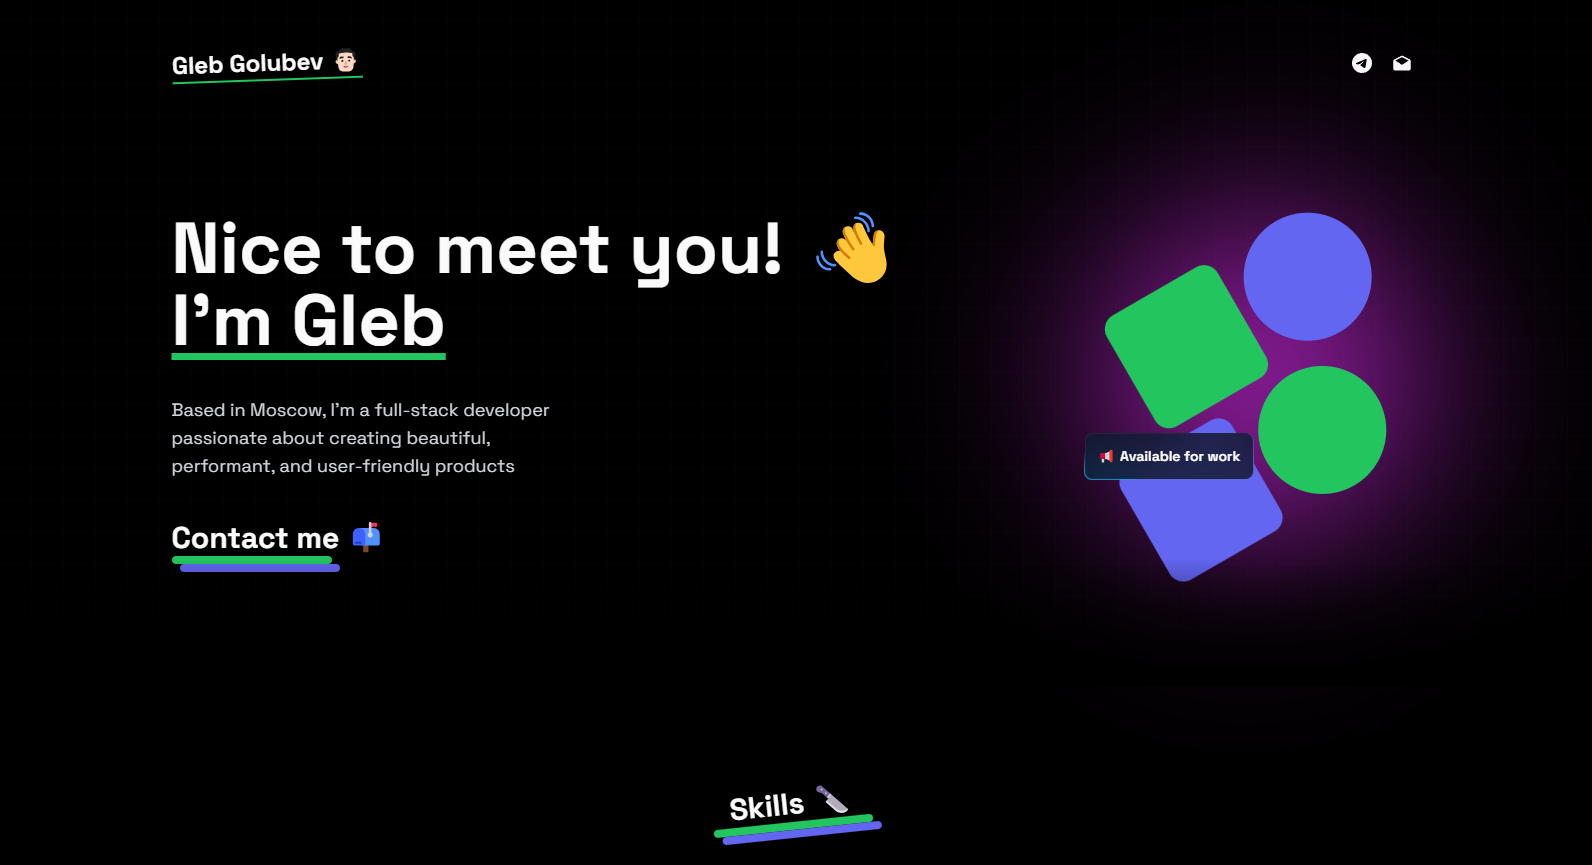 Gleb Golubev
Nice to meet you!
I'm Gleb
Based in Moscow, I'm a full-stack developer
passionate about creating beautiful,
performant, and user-friendly products
Available for work
Contact me
Skills